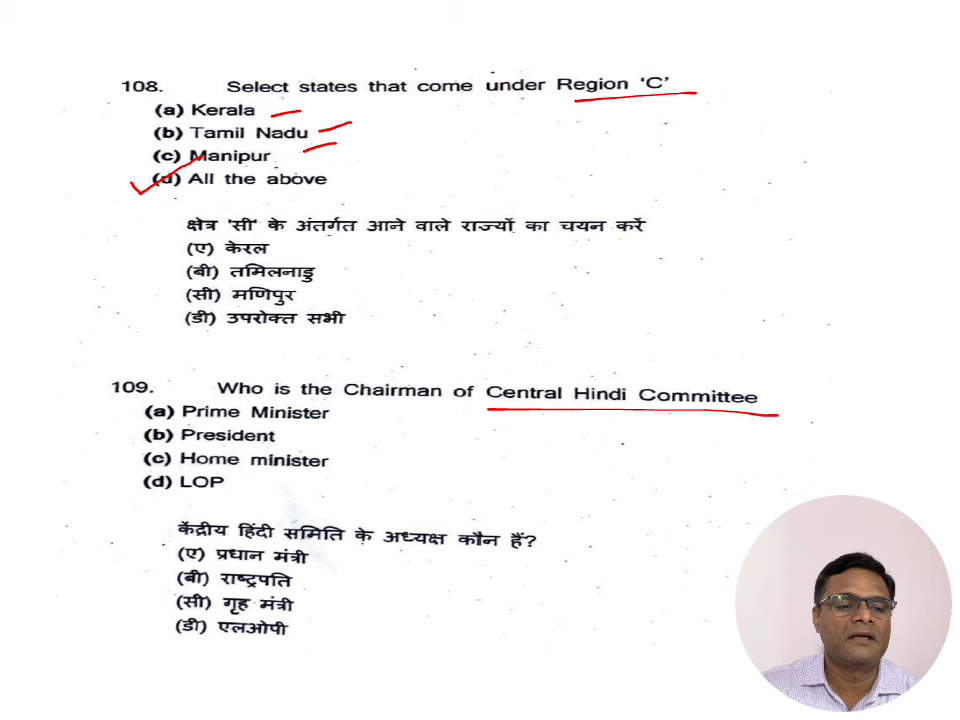 108. Select states that come under Region 'C'
(a) Kerala
(b) Tamil Nadu
(c) Manipur
(d) All the above
क्षेत्र 'सी' के अंतर्गत आने वाले राज्यों का चयन करें
(ए) केरल
(बी) तमिलनाडु
(सी) मणिपुर
(डी) उपरोक्त सभी
109. Who is the Chairman of Central Hindi Committee
(a) Prime Minister
(b) President
(c) Home minister
(d) LOP
केंद्रीय हिंदी समिति के अध्यक्ष कौन हैं?
(ए) प्रधान मंत्री
(बी) राष्ट्रपति
(सी) गृह मंत्री
(डी) एलओपी